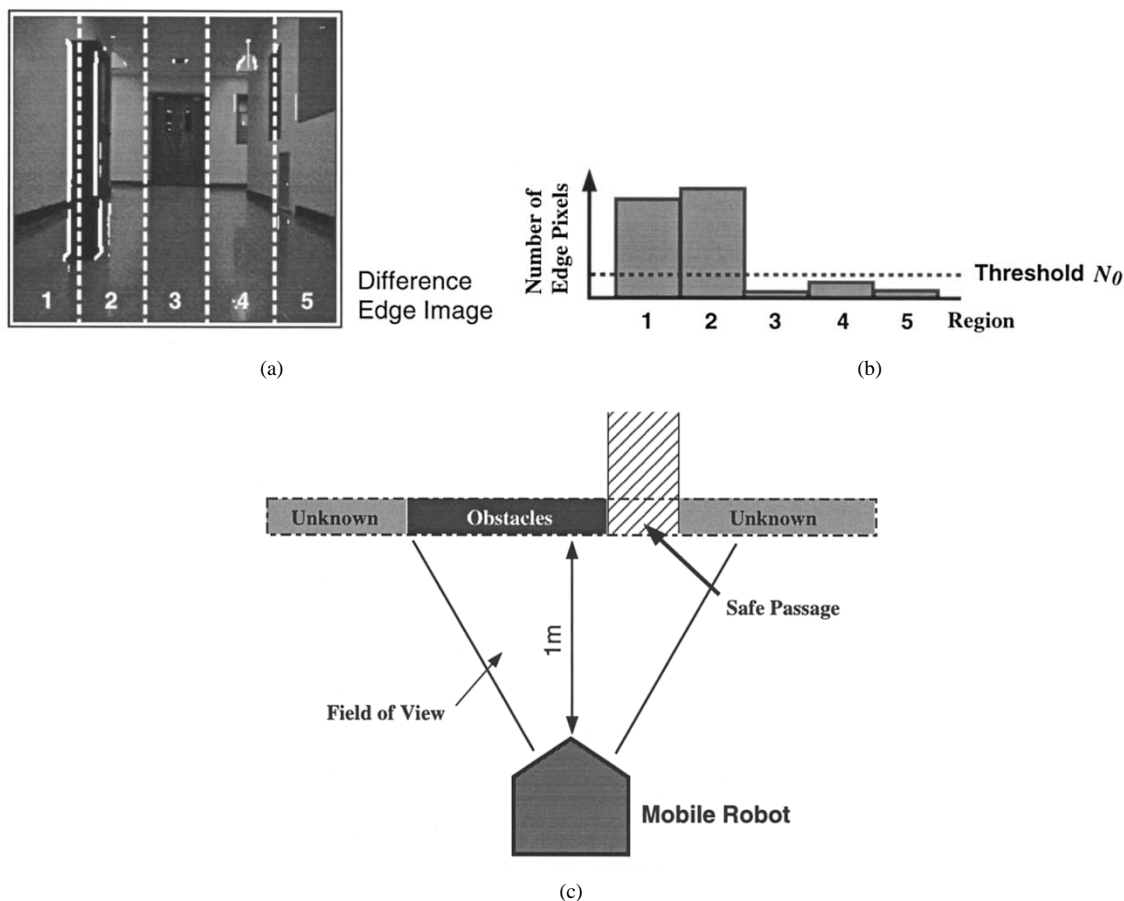 1 2 3 4 5
Difference
Edge Image
(a)
Number of
Edge Pixels
Threshold N0
1 2 3 4 5 Region
(b)
Unknown Obstacles Unknown
Safe Passage
1m
Field of View
Mobile Robot
(c)